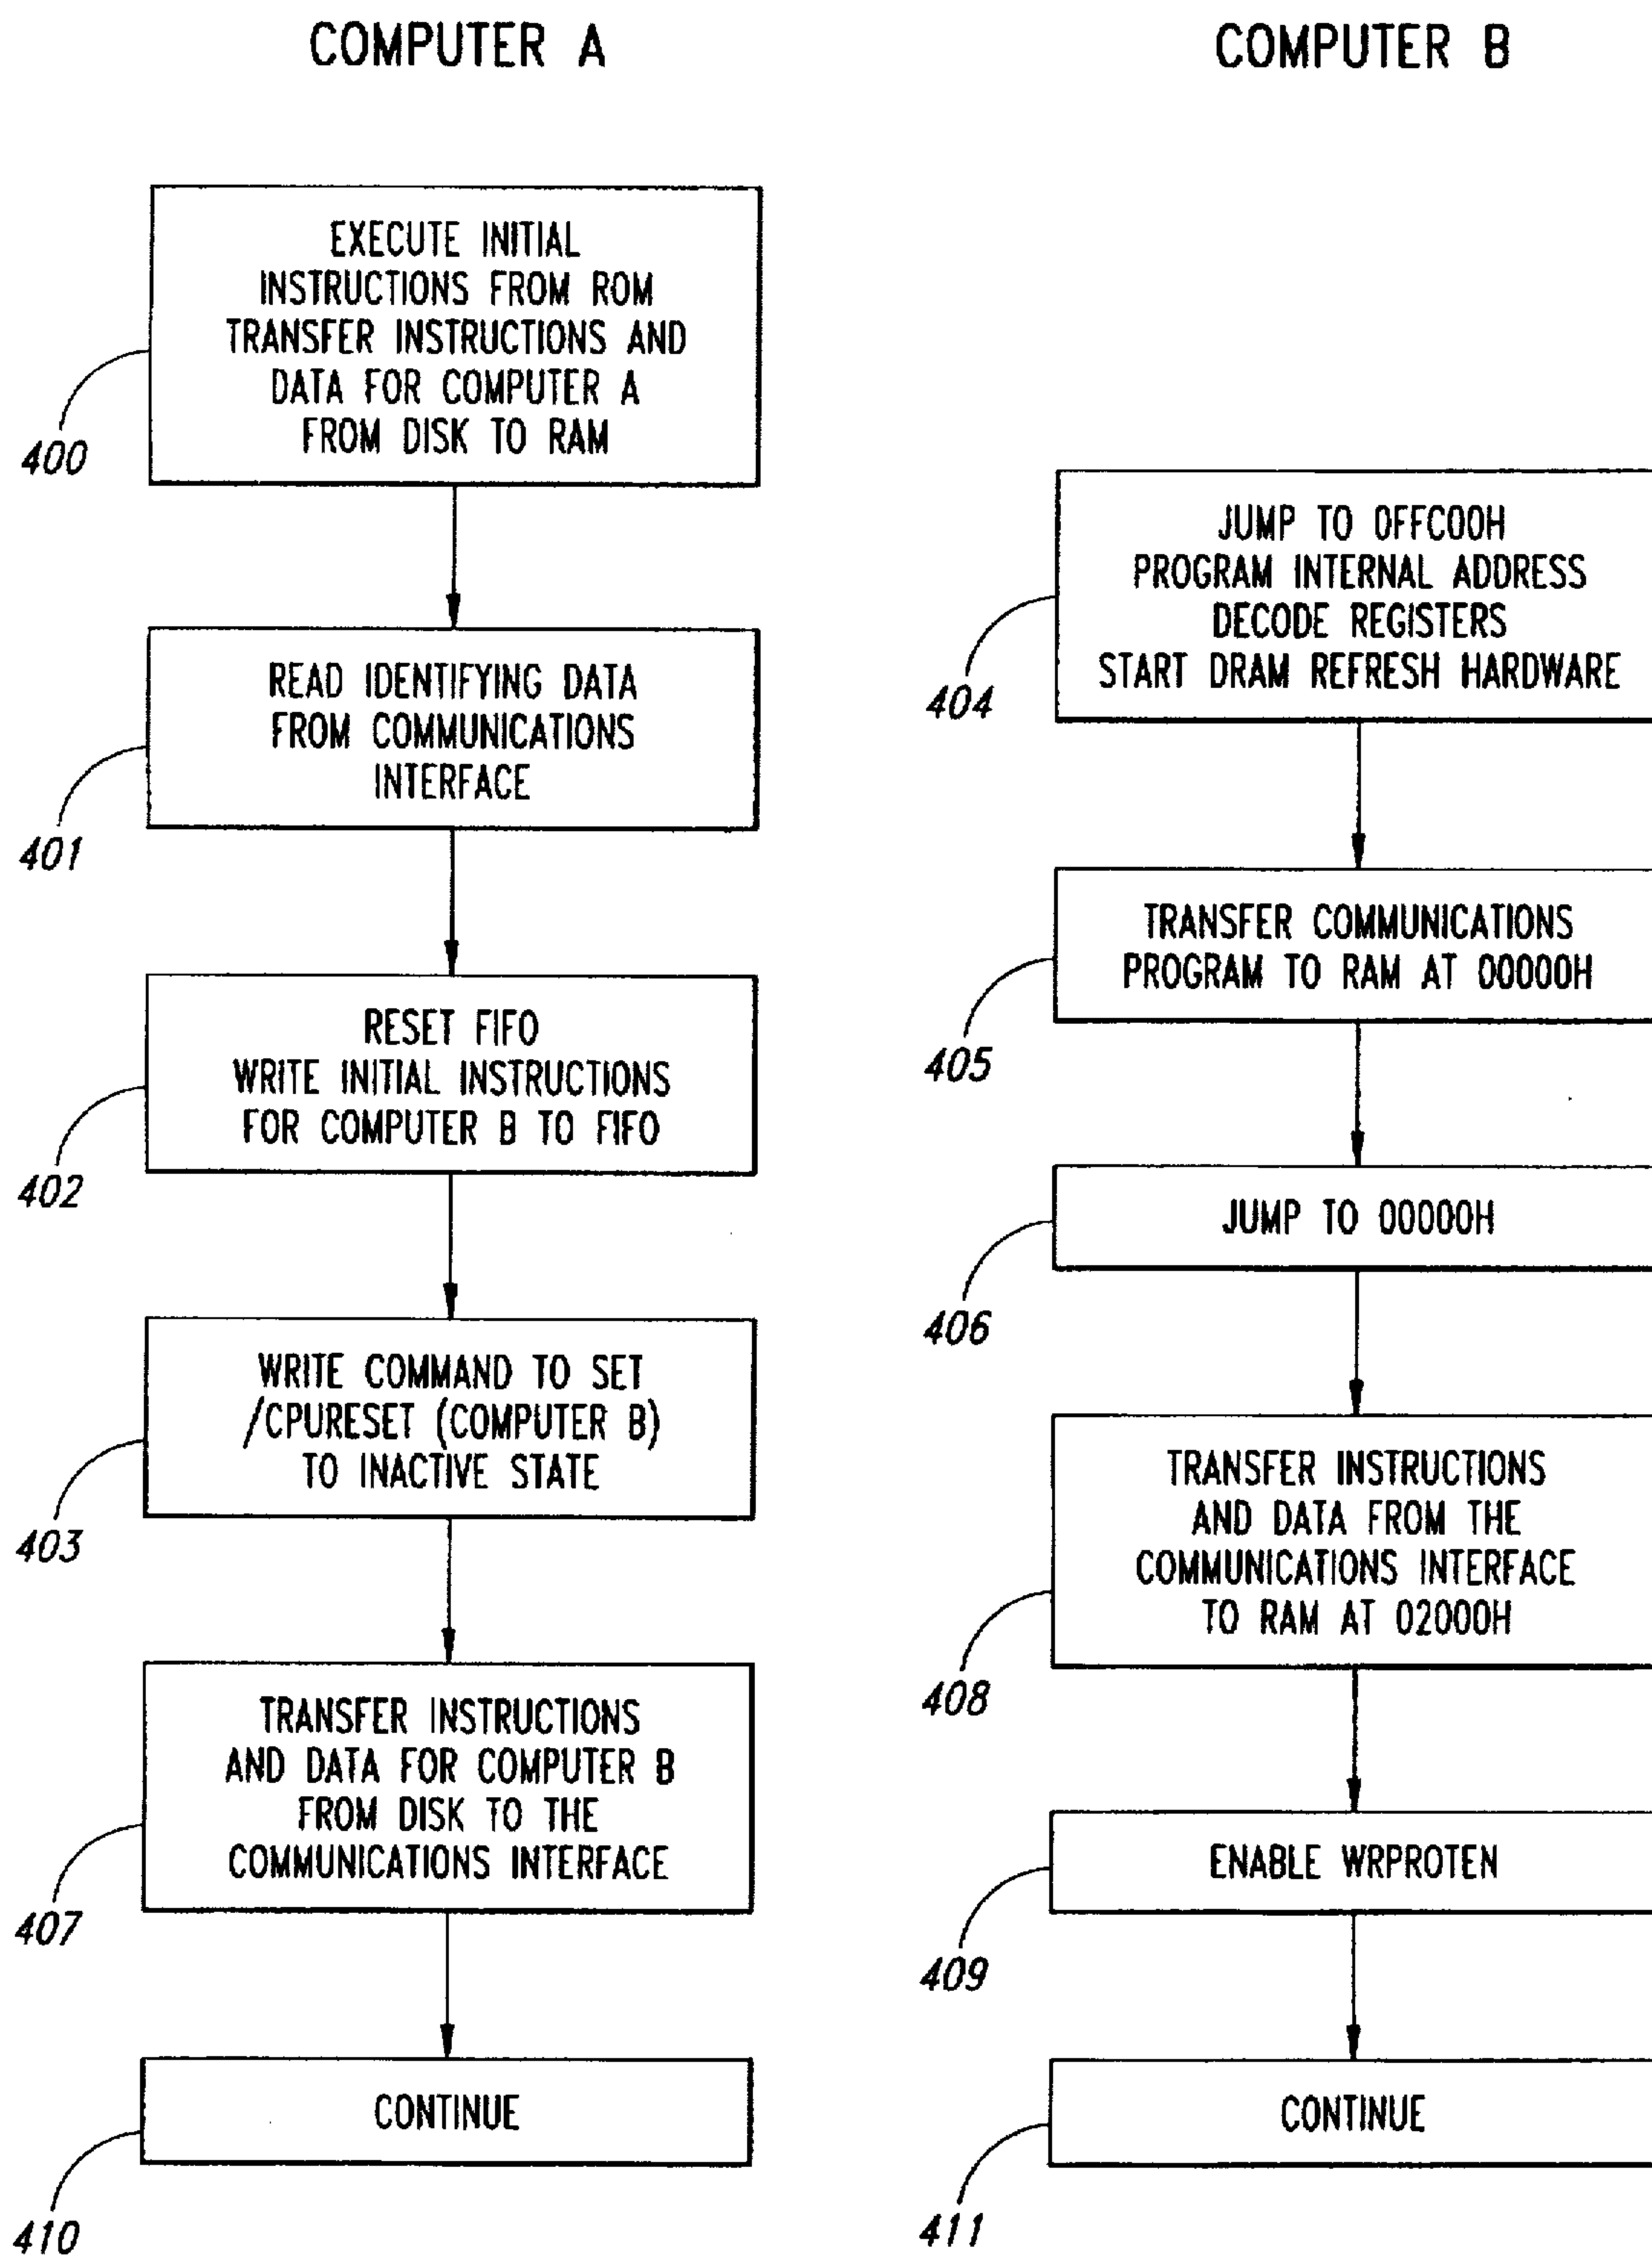 COMPUTER A
EXECUTE INITIAL
INSTRUCTIONS FROM ROM
TRANSFER INSTRUCTIONS AND
DATA FOR COMPUTER A
FROM DISK TO RAM
400
READ IDENTIFYING DATA
FROM COMMUNICATIONS
INTERFACE
401
RESET FIFO
WRITE INITIAL INSTRUCTIONS
FOR COMPUTER B TO FIFO
402
WRITE COMMAND TO SET
/CPURESET (COMPUTER B)
TO INACTIVE STATE
403
TRANSFER INSTRUCTIONS
AND DATA FOR COMPUTER B
FROM DISK TO THE
COMMUNICATIONS INTERFACE
407
CONTINUE
410
COMPUTER B
JUMP TO 0FFC00H
PROGRAM INTERNAL ADDRESS
DECODE REGISTERS
START DRAM REFRESH HARDWARE
404
TRANSFER COMMUNICATIONS
PROGRAM TO RAM AT 00000H
405
JUMP TO 00000H
406
TRANSFER INSTRUCTIONS
AND DATA FROM THE
COMMUNICATIONS INTERFACE
TO RAM AT 02000H
408
ENABLE WRPROTEN
409
CONTINUE
411